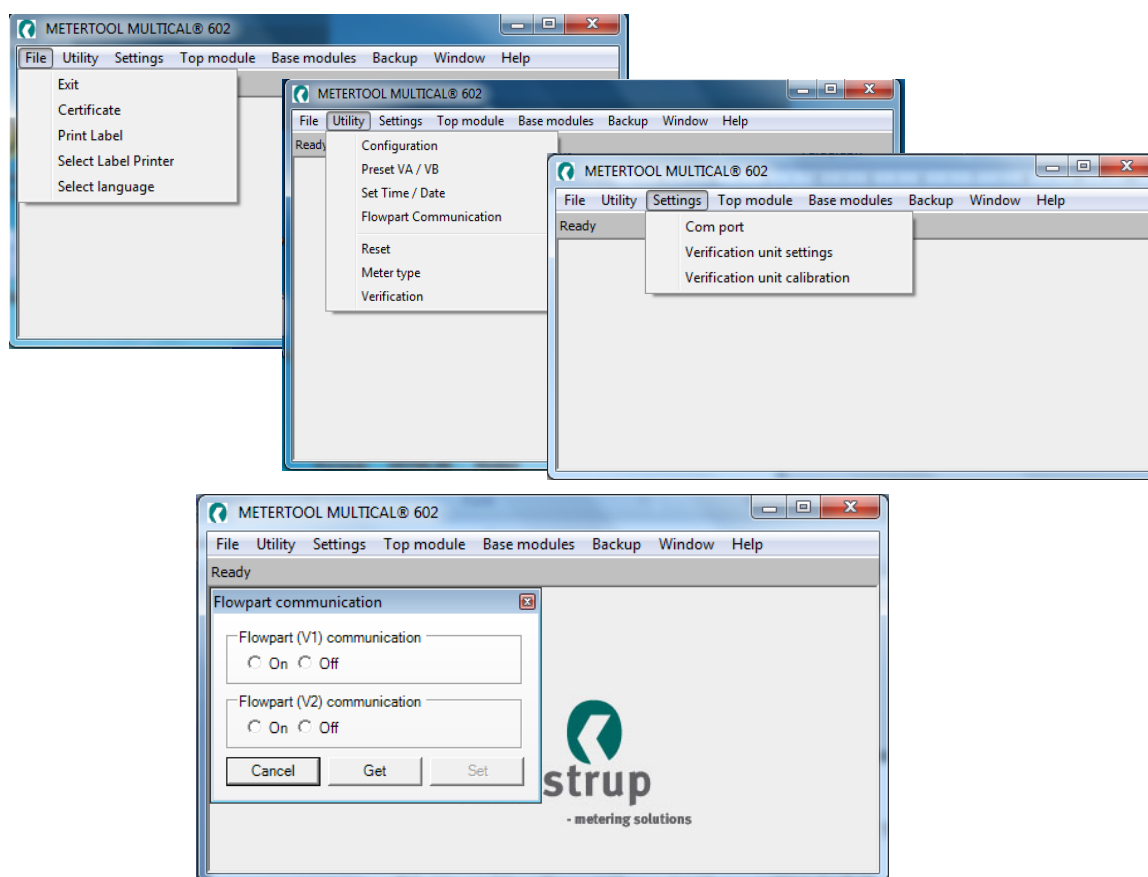 METERTOOL MULTICAL® 602
File Utility Settings Top module Base modules Backup Window Help
Exit
Certificate
Print Label
Select Label Printer
Select language
METERTOOL MULTICAL® 602
File Utility Settings Top module Base modules Backup Window Help
Ready
Configuration
Preset VA / VB
Set Time / Date
Flowpart Communication
Reset
Meter type
Verification
METERTOOL MULTICAL® 602
File Utility Settings Top module Base modules Backup Window Help
Ready
Com port
Verification unit settings
Verification unit calibration
METERTOOL MULTICAL® 602
File Utility Settings Top module Base modules Backup Window Help
Ready
Flowpart communication
Flowpart (V1) communication
On Off
Flowpart (V2) communication
On Off
Cancel Get Set
strup
- metering solutions